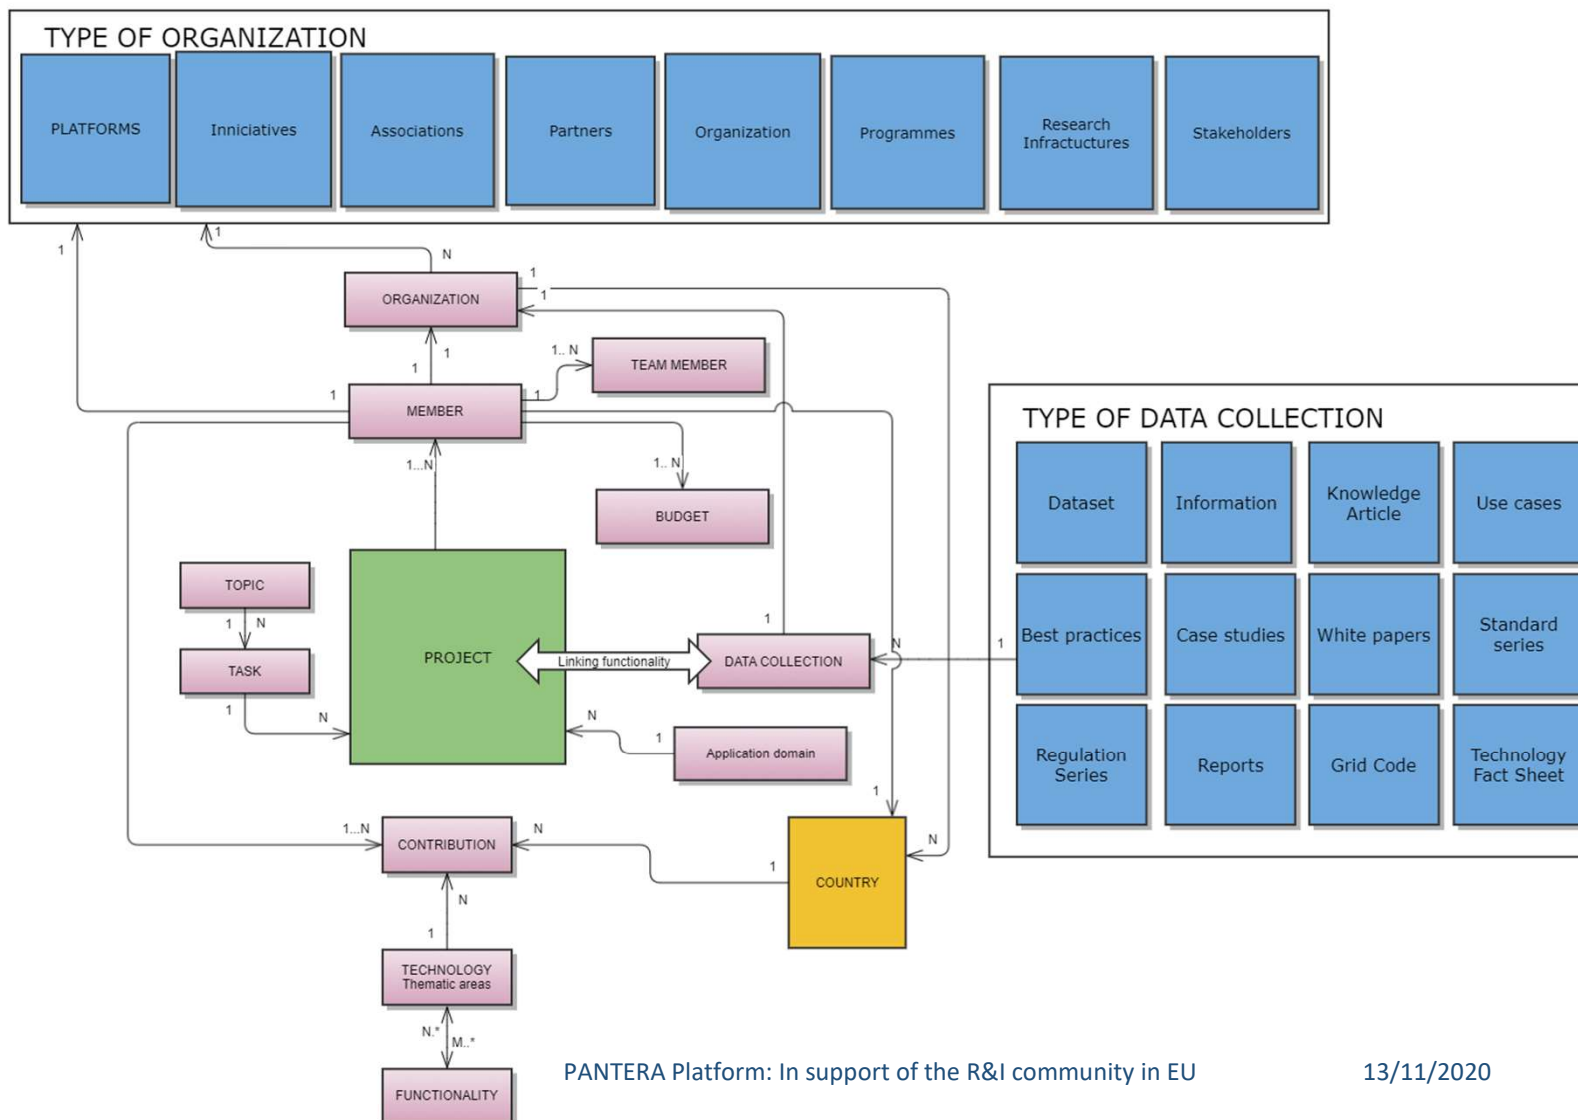 TYPE OF ORGANIZATION
PLATFORMS
Inniciatives
Associations
Partners
Organization
Programmes
Research
Infractuctures
Stakeholders
1
1
N
ORGANIZATION
1
1
1
1
1.. N
TEAM MEMBER
1
MEMBER
1
1...N
1.. N
BUDGET
TYPE OF DATA COLLECTION
Dataset
Information
Knowledge
Article
Use cases
Best practices
Case studies
White papers
Standard
series
Regulation
Series
Reports
Grid Code
Technology
Fact Sheet
TOPIC
1
N
TASK
1
N
PROJECT
Linking functionality
1
DATA COLLECTION
N
1
N
1
Application domain
1
N
1...N
CONTRIBUTION
N
1
COUNTRY
N
1
TECHNOLOGY
Thematic areas
N.*
M..*
FUNCTIONALITY
PANTERA Platform: In support of the R&I community in EU
13/11/2020